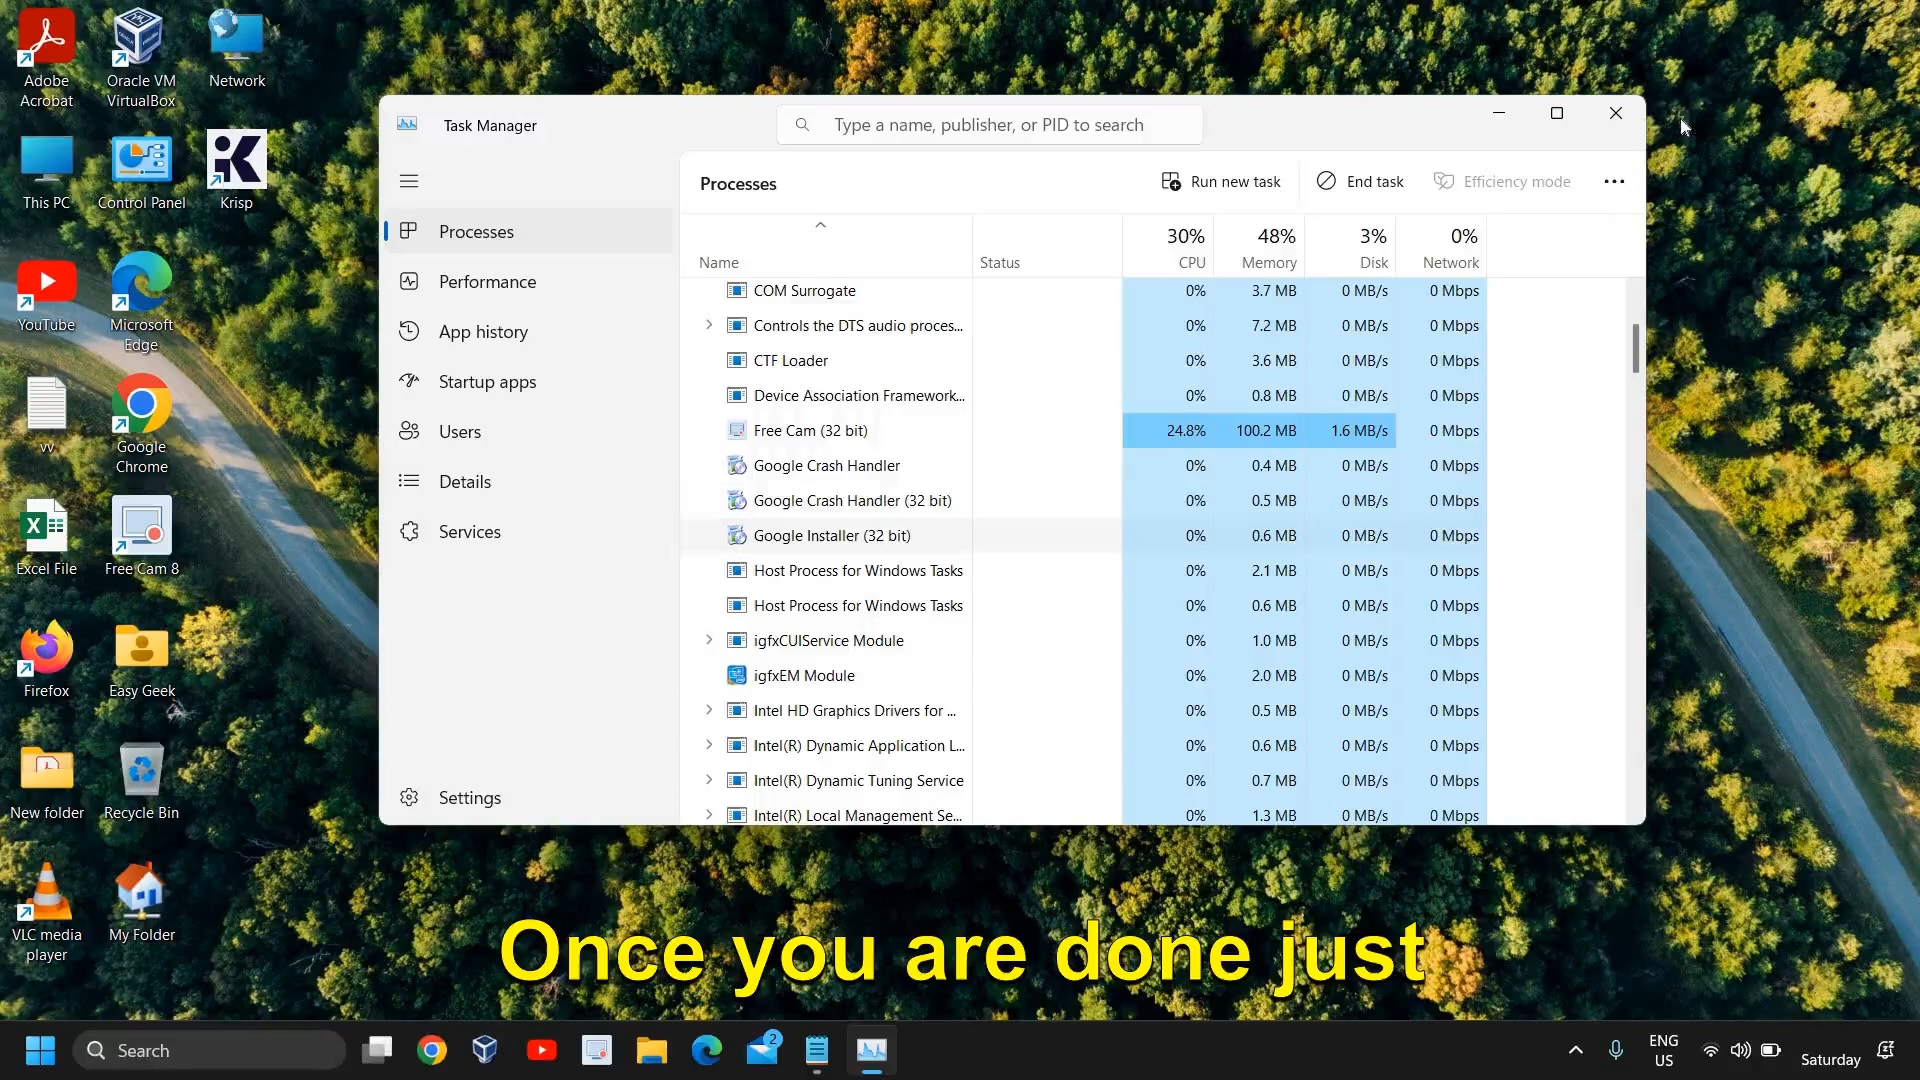 Adobe
Acrobat
Oracle VM
VirtualBox
Network
This PC
Control Panel
Krisp
YouTube
Microsoft
Edge
vv
Google
Chrome
Excel File
Free Cam 8
Firefox
Easy Geek
New folder
Recycle Bin
VLC media
player
My Folder
Task Manager
Type a name, publisher, or PID to search
Processes
Performance
App history
Startup apps
Users
Details
Services
Settings
Processes
Run new task
End task
Efficiency mode
30% 48% 3% 0%
Name Status CPU Memory Disk Network
COM Surrogate 0% 3.7 MB 0 MB/s 0 Mbps
Controls the DTS audio proces... 0% 7.2 MB 0 MB/s 0 Mbps
CTF Loader 0% 3.6 MB 0 MB/s 0 Mbps
Device Association Framework... 0% 0.8 MB 0 MB/s 0 Mbps
Free Cam (32 bit) 24.8% 100.2 MB 1.6 MB/s 0 Mbps
Google Crash Handler 0% 0.4 MB 0 MB/s 0 Mbps
Google Crash Handler (32 bit) 0% 0.5 MB 0 MB/s 0 Mbps
Google Installer (32 bit) 0% 0.6 MB 0 MB/s 0 Mbps
Host Process for Windows Tasks 0% 2.1 MB 0 MB/s 0 Mbps
Host Process for Windows Tasks 0% 0.6 MB 0 MB/s 0 Mbps
igfxCUIService Module 0% 1.0 MB 0 MB/s 0 Mbps
igfxEM Module 0% 2.0 MB 0 MB/s 0 Mbps
Intel HD Graphics Drivers for ... 0% 0.5 MB 0 MB/s 0 Mbps
Intel(R) Dynamic Application L... 0% 0.6 MB 0 MB/s 0 Mbps
Intel(R) Dynamic Tuning Service 0% 0.7 MB 0 MB/s 0 Mbps
Intel(R) Local Management Se... 0% 1.3 MB 0 MB/s 0 Mbps
Once you are done just
Search
2
ENG
US
Saturday